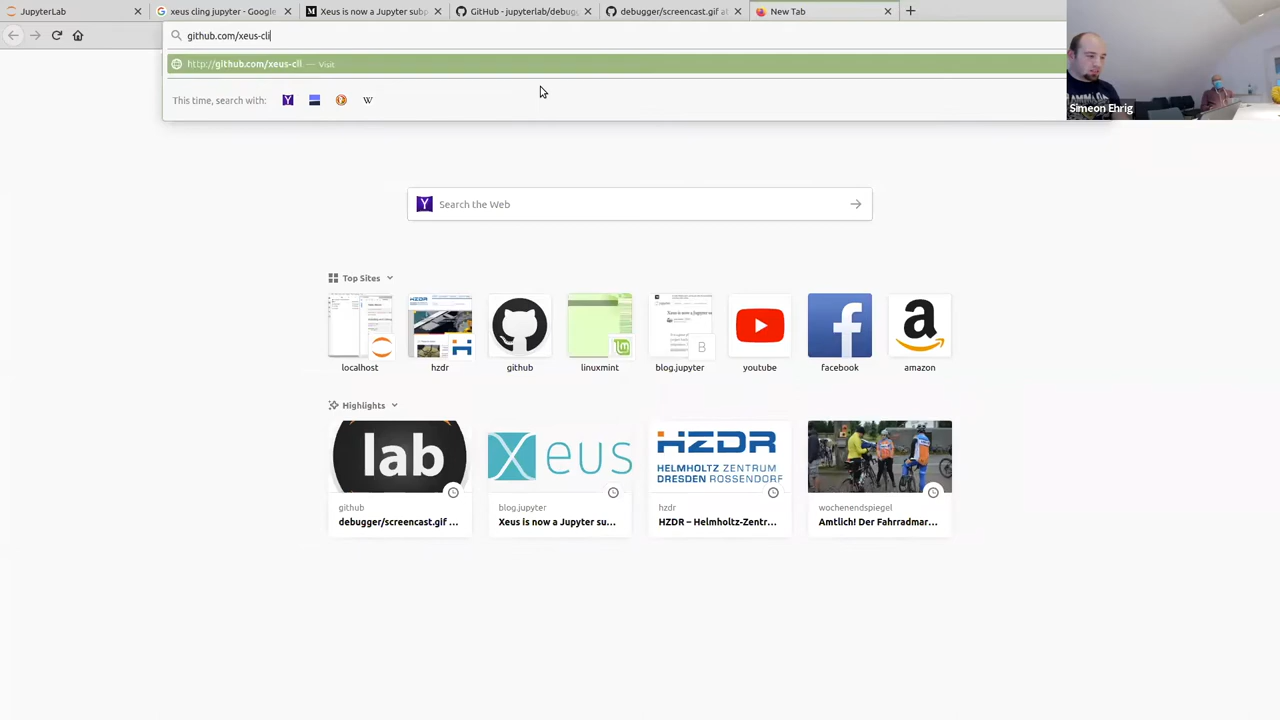 JupyterLab
xeus cling jupyter - Google
Xeus is now a Jupyter subp
GitHub - jupyterlab/debug
debugger/screencast.gif at
New Tab
github.com/xeus-cli
http://github.com/xeus-cli — Visit
This time, search with:
Simeon Ehrig
Search the Web
Top Sites
localhost
hzdr
github
linuxmint
blog.jupyter
youtube
facebook
amazon
Highlights
lab
Xeus
HZDR
HELMHOLTZ ZENTRUM
DRESDEN ROSSENDORF
github
debugger/screencast.gif ...
blog.jupyter
Xeus is now a Jupyter su...
hzdr
HZDR – Helmholtz-Zentr...
wochenendspiegel
Amtlich! Der Fahrradmar...